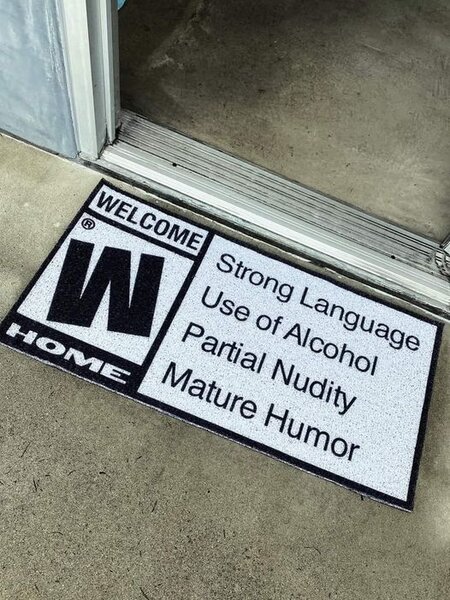 WELCOME
W®
HOME
Strong Language
Use of Alcohol
Partial Nudity
Mature Humor